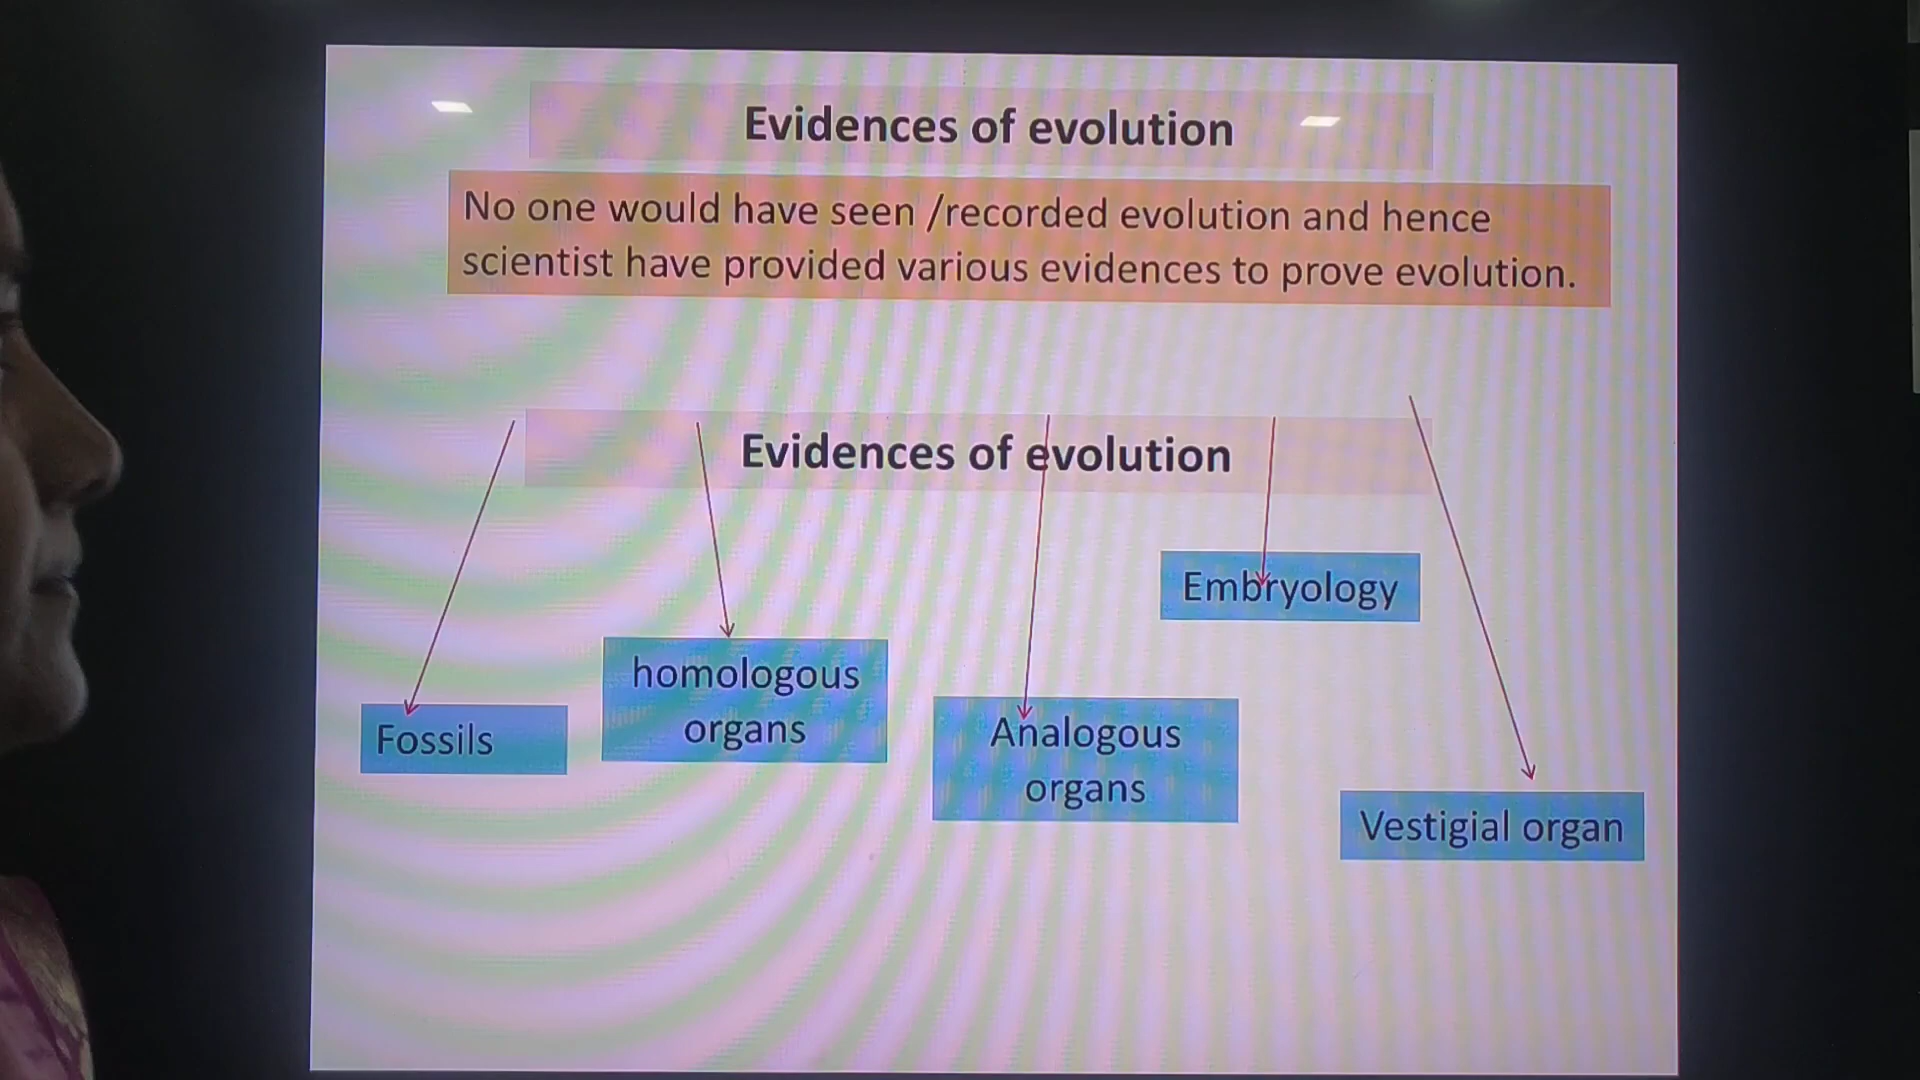 Evidences of evolution
No one would have seen /recorded evolution and hence
scientist have provided various evidences to prove evolution.
Evidences of evolution
Embryology
homologous
organs
Fossils
Analogous
organs
Vestigial organ